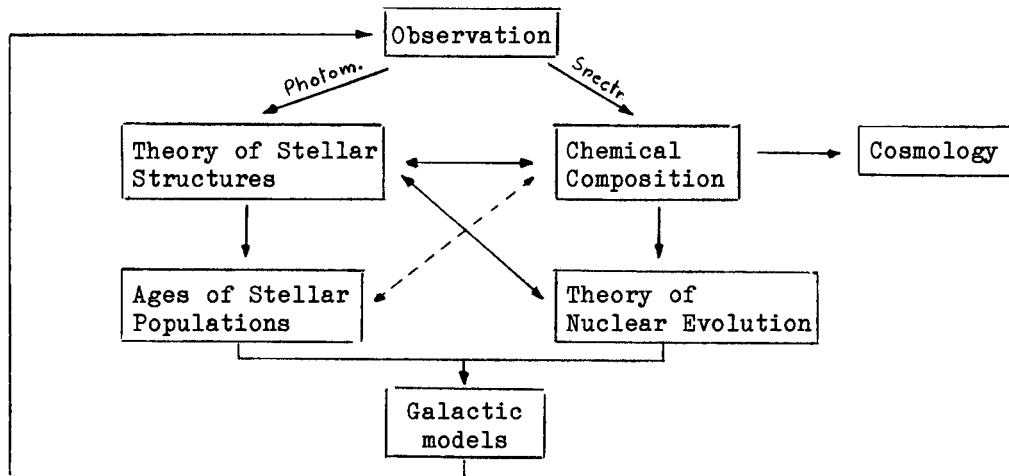 Observation
Photom.
Spectr.
Theory of Stellar
Structures
Chemical
Composition
Cosmology
Ages of Stellar
Populations
Theory of
Nuclear Evolution
Galactic
models